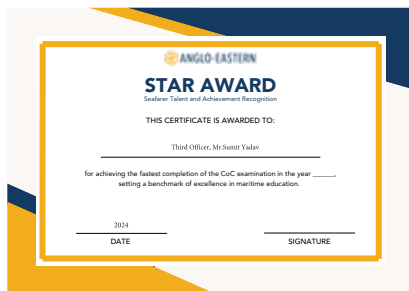 ANGLO-EASTERN
STAR AWARD
Seafarer Talent and Achievement Recognition
THIS CERTIFICATE IS AWARDED TO:
Third Officer, Mr.Sumit Yadav
for achieving the fastest completion of the CoC examination in the year ______,
setting a benchmark of excellence in maritime education.
2024
DATE
SIGNATURE